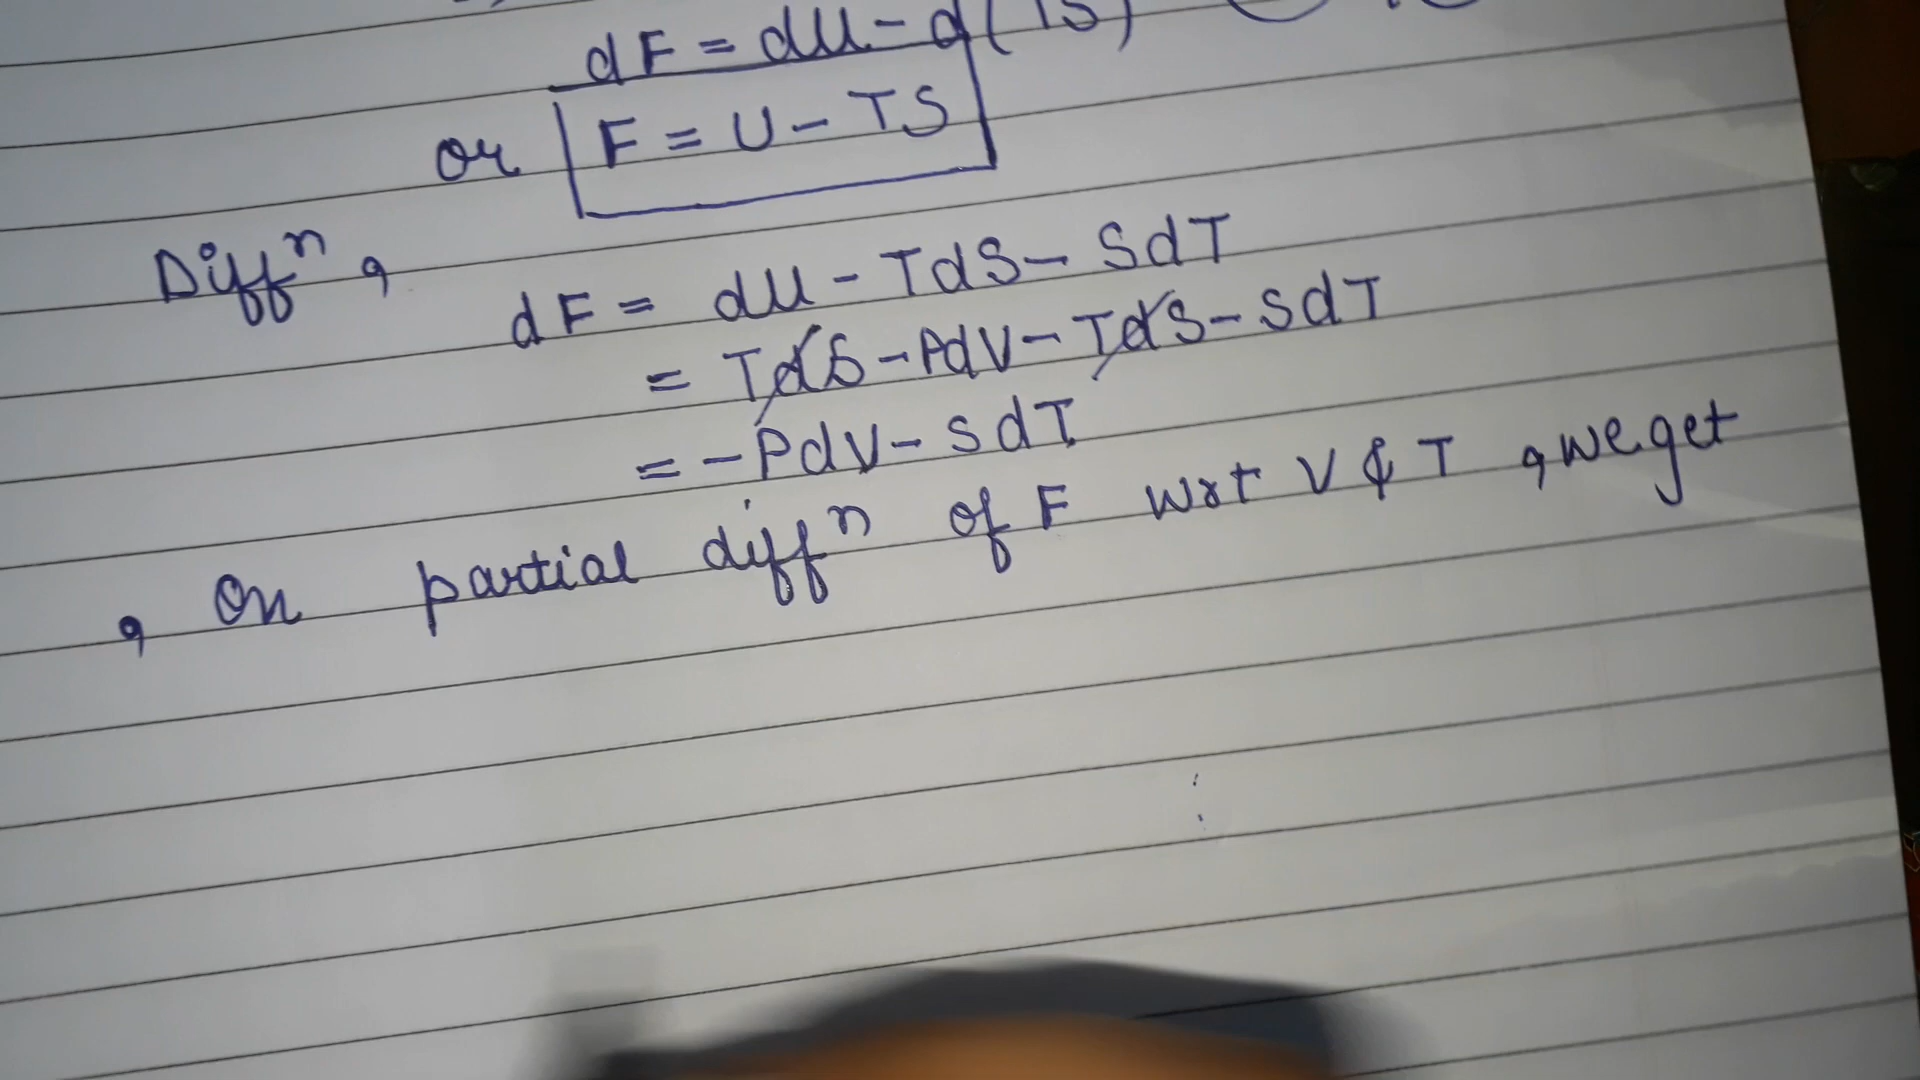 dF = dU - d(TS)
or F = U - TS
Diffⁿ,
dF = dU - TdS - SdT
= TdS - PdV - TdS - SdT
= - PdV - SdT
, On partial diffⁿ of F wrt V & T , we get